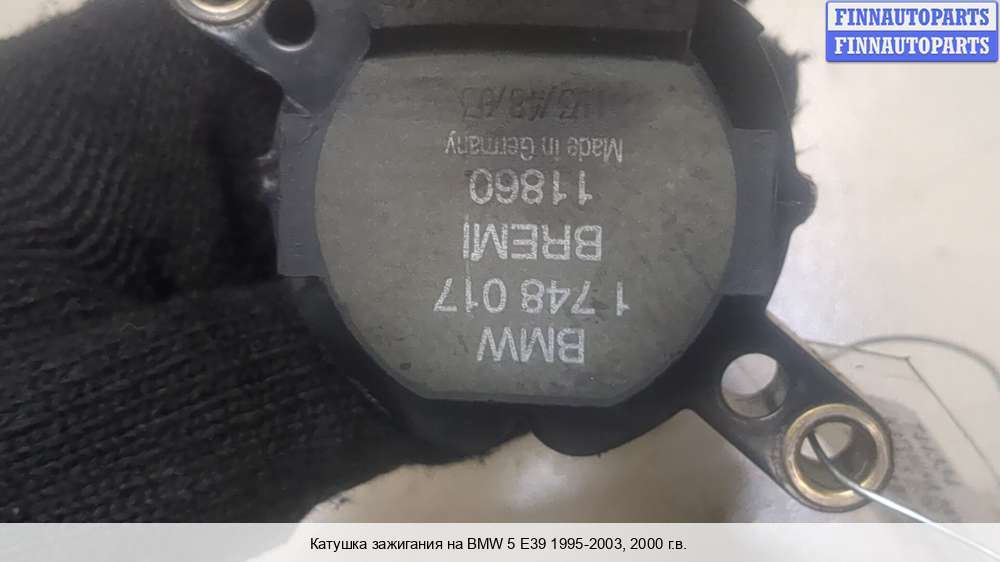 FINNAUTOPARTS
FINNAUTOPARTS
BMW
1 748 017
BREMI
11860
Made in Germany
Катушка зажигания на BMW 5 E39 1995-2003, 2000 г.в.